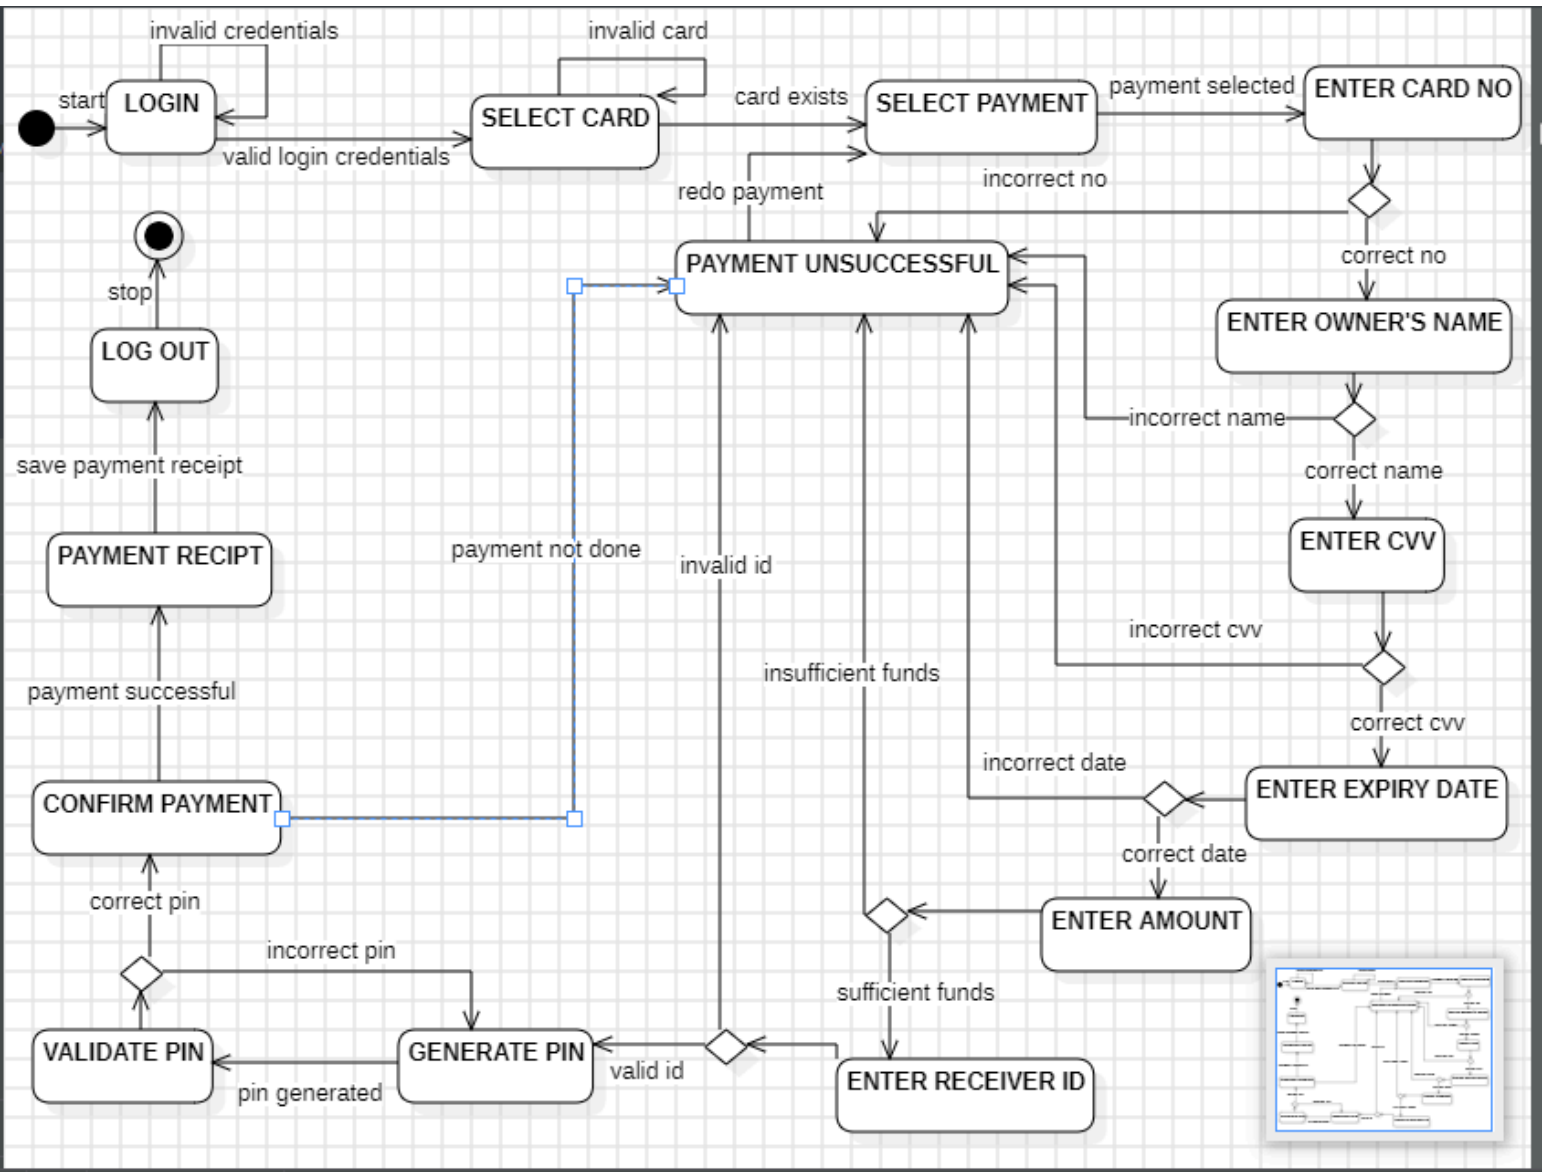 invalid credentials
invalid card
start
LOGIN
SELECT CARD
card exists
SELECT PAYMENT
payment selected
ENTER CARD NO
valid login credentials
redo payment
incorrect no
correct no
PAYMENT UNSUCCESSFUL
stop
ENTER OWNER'S NAME
LOG OUT
incorrect name
correct name
save payment receipt
ENTER CVV
PAYMENT RECIPT
payment not done
invalid id
incorrect cvv
insufficient funds
payment successful
correct cvv
incorrect date
ENTER EXPIRY DATE
CONFIRM PAYMENT
correct date
correct pin
ENTER AMOUNT
incorrect pin
sufficient funds
VALIDATE PIN
GENERATE PIN
valid id
ENTER RECEIVER ID
pin generated